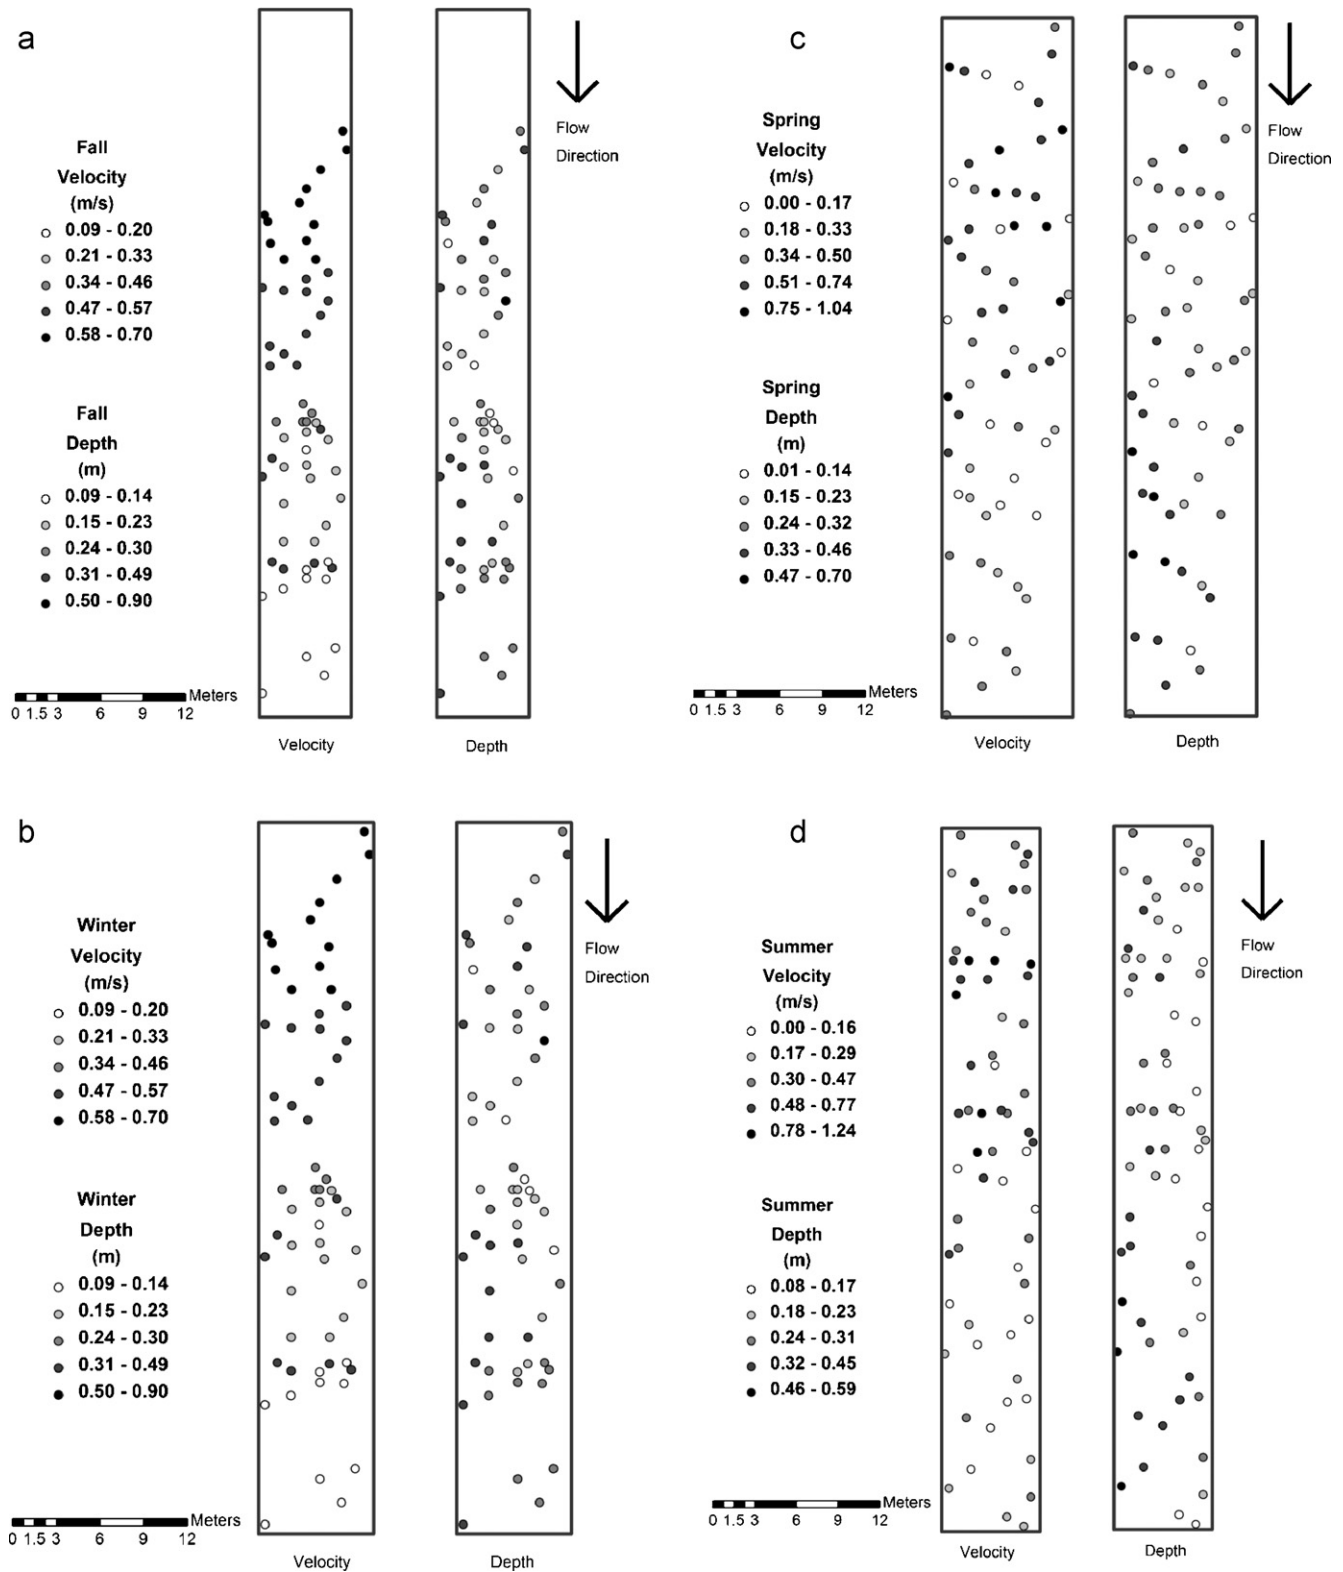 a
Fall
Velocity
(m/s)
0.09 - 0.20
0.21 - 0.33
0.34 - 0.46
0.47 - 0.57
0.58 - 0.70
Fall
Depth
(m)
0.09 - 0.14
0.15 - 0.23
0.24 - 0.30
0.31 - 0.49
0.50 - 0.90
Meters
0 1.5 3 6 9 12
Velocity
Depth
Flow
Direction
c
Spring
Velocity
(m/s)
0.00 - 0.17
0.18 - 0.33
0.34 - 0.50
0.51 - 0.74
0.75 - 1.04
Spring
Depth
(m)
0.01 - 0.14
0.15 - 0.23
0.24 - 0.32
0.33 - 0.46
0.47 - 0.70
Meters
0 1.5 3 6 9 12
Velocity
Depth
Flow
Direction
b
Winter
Velocity
(m/s)
0.09 - 0.20
0.21 - 0.33
0.34 - 0.46
0.47 - 0.57
0.58 - 0.70
Winter
Depth
(m)
0.09 - 0.14
0.15 - 0.23
0.24 - 0.30
0.31 - 0.49
0.50 - 0.90
Meters
0 1.5 3 6 9 12
Velocity
Depth
Flow
Direction
d
Summer
Velocity
(m/s)
0.00 - 0.16
0.17 - 0.29
0.30 - 0.47
0.48 - 0.77
0.78 - 1.24
Summer
Depth
(m)
0.08 - 0.17
0.18 - 0.23
0.24 - 0.31
0.32 - 0.45
0.46 - 0.59
Meters
0 1.5 3 6 9 12
Velocity
Depth
Flow
Direction